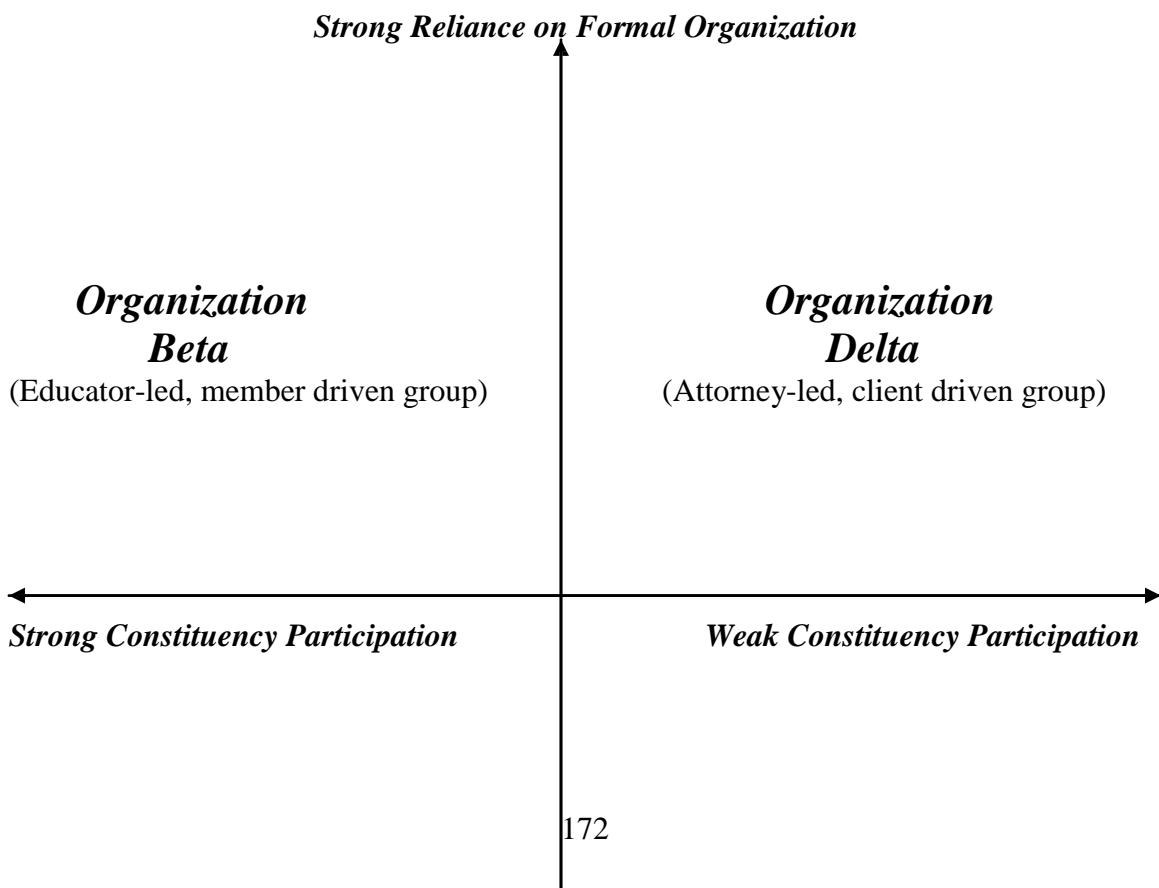 Strong Reliance on Formal Organization
Organization
Beta
(Educator-led, member driven group)
Organization
Delta
(Attorney-led, client driven group)
Strong Constituency Participation
Weak Constituency Participation
172